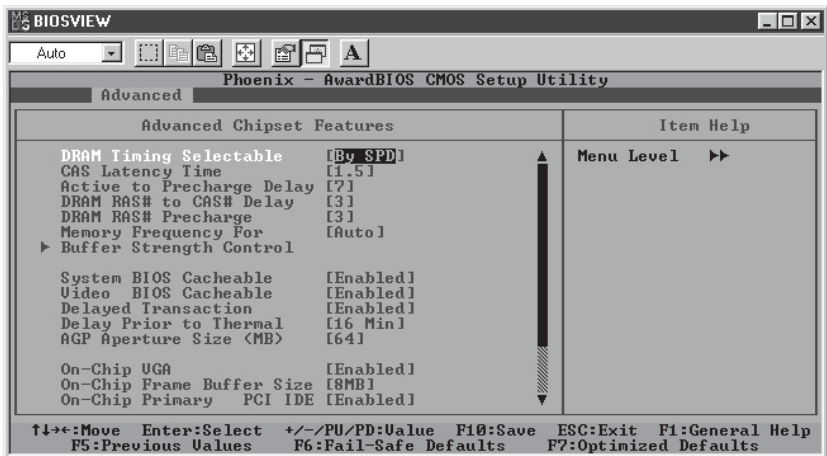 BIOSVIEW
Auto
A
Phoenix - AwardBIOS CMOS Setup Utility
Advanced
Advanced Chipset Features
Item Help
DRAM Timing Selectable [By SPD]
Menu Level ▶▶
CAS Latency Time [1.5]
Active to Precharge Delay [7]
DRAM RAS# to CAS# Delay [3]
DRAM RAS# Precharge [3]
Memory Frequency For [Auto]
▶ Buffer Strength Control
System BIOS Cacheable [Enabled]
Video BIOS Cacheable [Enabled]
Delayed Transaction [Enabled]
Delay Prior to Thermal [16 Min]
AGP Aperture Size (MB) [64]
On-Chip VGA [Enabled]
On-Chip Frame Buffer Size [8MB]
On-Chip Primary PCI IDE [Enabled]
↑↓→←:Move Enter:Select +/-/PU/PD:Value F10:Save ESC:Exit F1:General Help
F5:Previous Values F6:Fail-Safe Defaults F7:Optimized Defaults